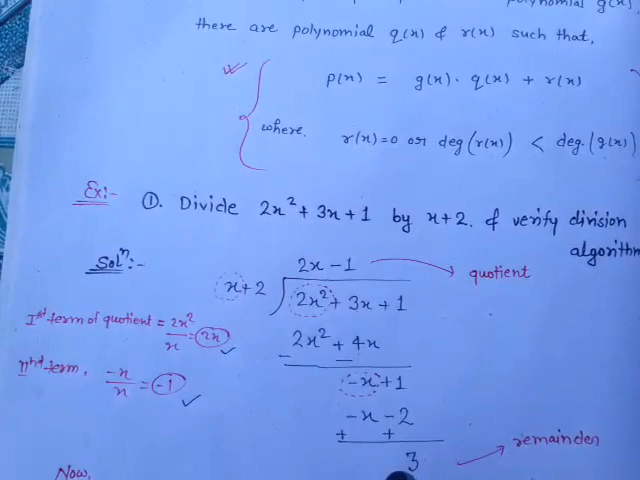 polynomial g(x).
there are polynomial q(x) & r(x) such that,
p(x) = g(x). q(x) + r(x)
where, r(x)=0 or deg(r(x)) < deg.(g(x))
Ex:- ①. Divide 2x² + 3x + 1 by x+2. & verify division
algorithm
Solⁿ:-
2x - 1 → quotient
x+2 ) 2x² + 3x + 1
Iˢᵗ term of quotient = 2x²/x = 2x ✓
2x² + 4x
- -
IIⁿᵈ term, -x/x = -1 ✓
-x+1
-x - 2
+ +
3 → remainder
Now,